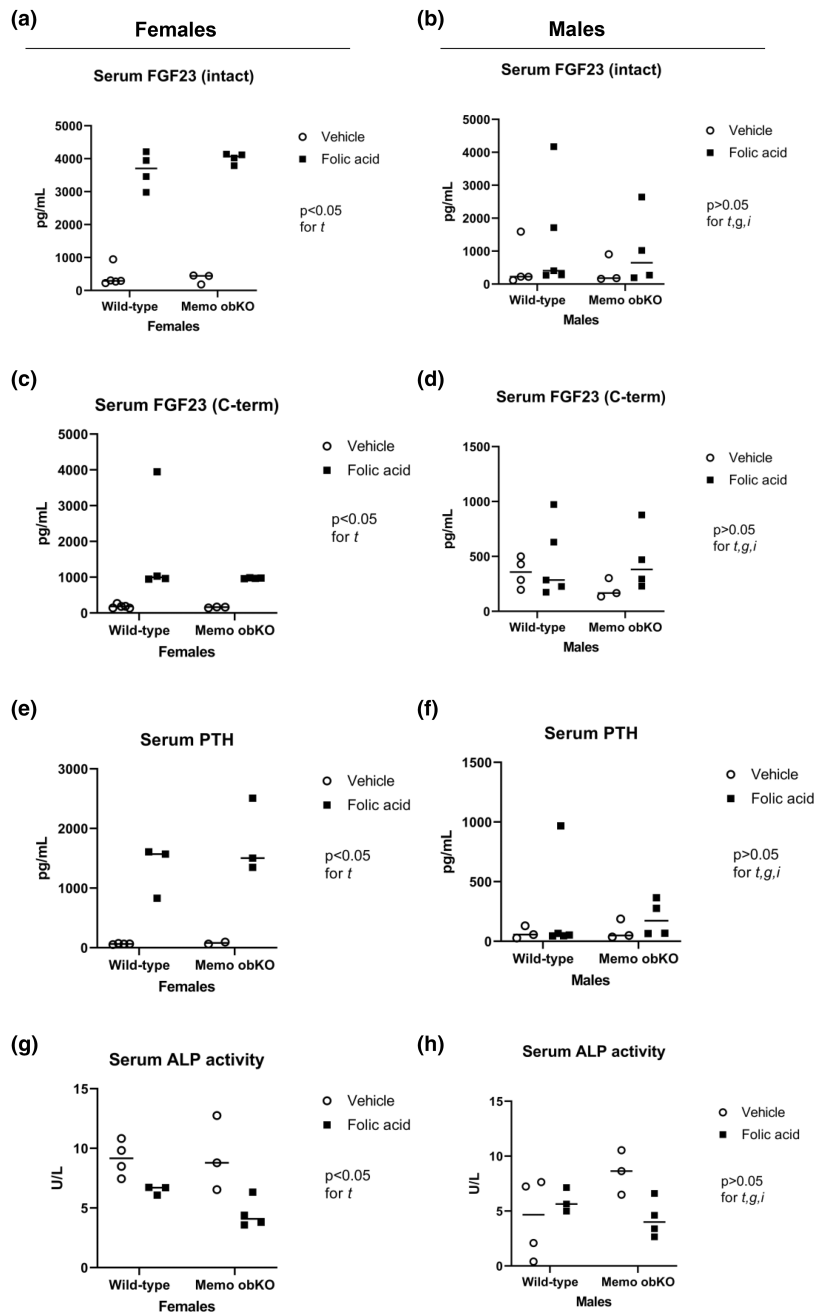 (a)
Females
Serum FGF23 (intact)
5000
4000
3000
2000
1000
0
pg/mL
Wild-type
Memo obKO
Females
Vehicle
Folic acid
p<0.05
for t
(b)
Males
Serum FGF23 (intact)
5000
4000
3000
2000
1000
0
pg/mL
Wild-type
Memo obKO
Males
Vehicle
Folic acid
p>0.05
for t,g,i
(c)
Serum FGF23 (C-term)
5000
4000
3000
2000
1000
0
pg/mL
Wild-type
Memo obKO
Females
Vehicle
Folic acid
p<0.05
for t
(d)
Serum FGF23 (C-term)
1500
1000
500
0
pg/mL
Wild-type
Memo obKO
Males
Vehicle
Folic acid
p>0.05
for t,g,i
(e)
Serum PTH
3000
2000
1000
0
pg/mL
Wild-type
Memo obKO
Females
Vehicle
Folic acid
p<0.05
for t
(f)
Serum PTH
1500
1000
500
0
pg/mL
Wild-type
Memo obKO
Males
Vehicle
Folic acid
p>0.05
for t,g,i
(g)
Serum ALP activity
15
10
5
0
U/L
Wild-type
Memo obKO
Females
Vehicle
Folic acid
p<0.05
for t
(h)
Serum ALP activity
15
10
5
0
U/L
Wild-type
Memo obKO
Males
Vehicle
Folic acid
p>0.05
for t,g,i